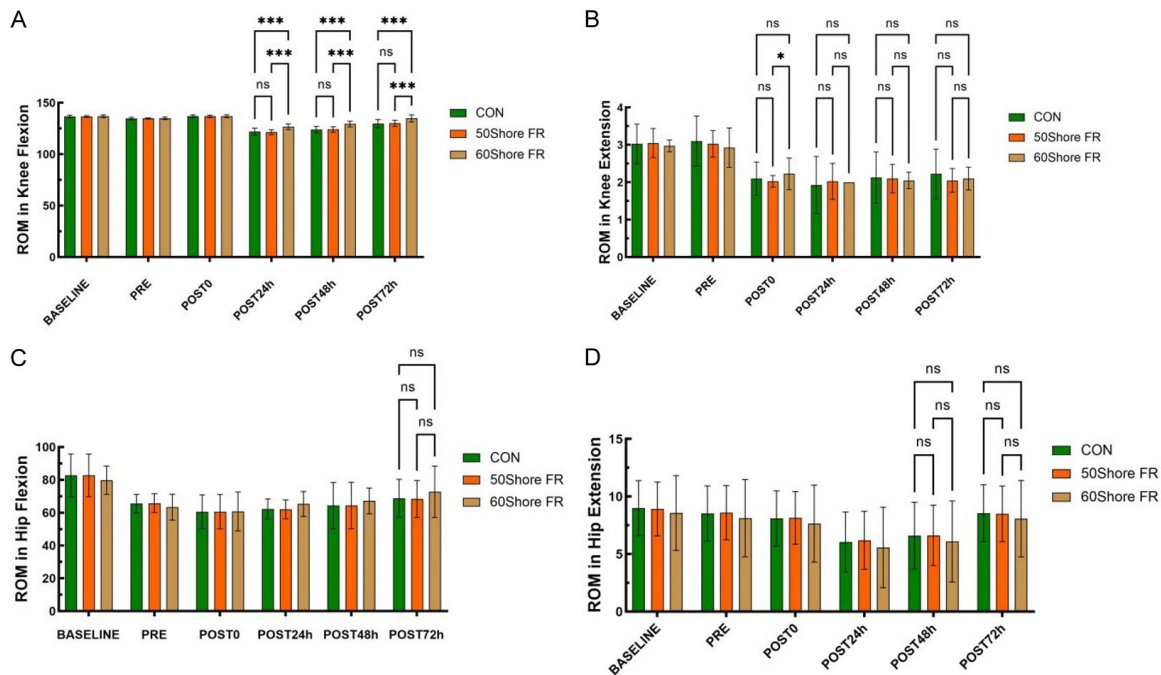 A
ROM in Knee Flexion
150
100
50
0
*** *** ***
*** *** ns
ns ns ***
CON
50Shore FR
60Shore FR
BASELINE PRE POST0 POST24h POST48h POST72h
B
ROM in Knee Extension
4
3
2
1
0
ns ns ns ns
* ns ns ns
ns ns ns ns
CON
50Shore FR
60Shore FR
BASELINE PRE POST0 POST24h POST48h POST72h
C
ROM in Hip Flexion
100
80
60
40
20
0
ns
ns
ns
CON
50Shore FR
60Shore FR
BASELINE PRE POST0 POST24h POST48h POST72h
D
ROM in Hip Extension
15
10
5
0
ns ns
ns ns
ns ns
CON
50Shore FR
60Shore FR
BASELINE PRE POST0 POST24h POST48h POST72h